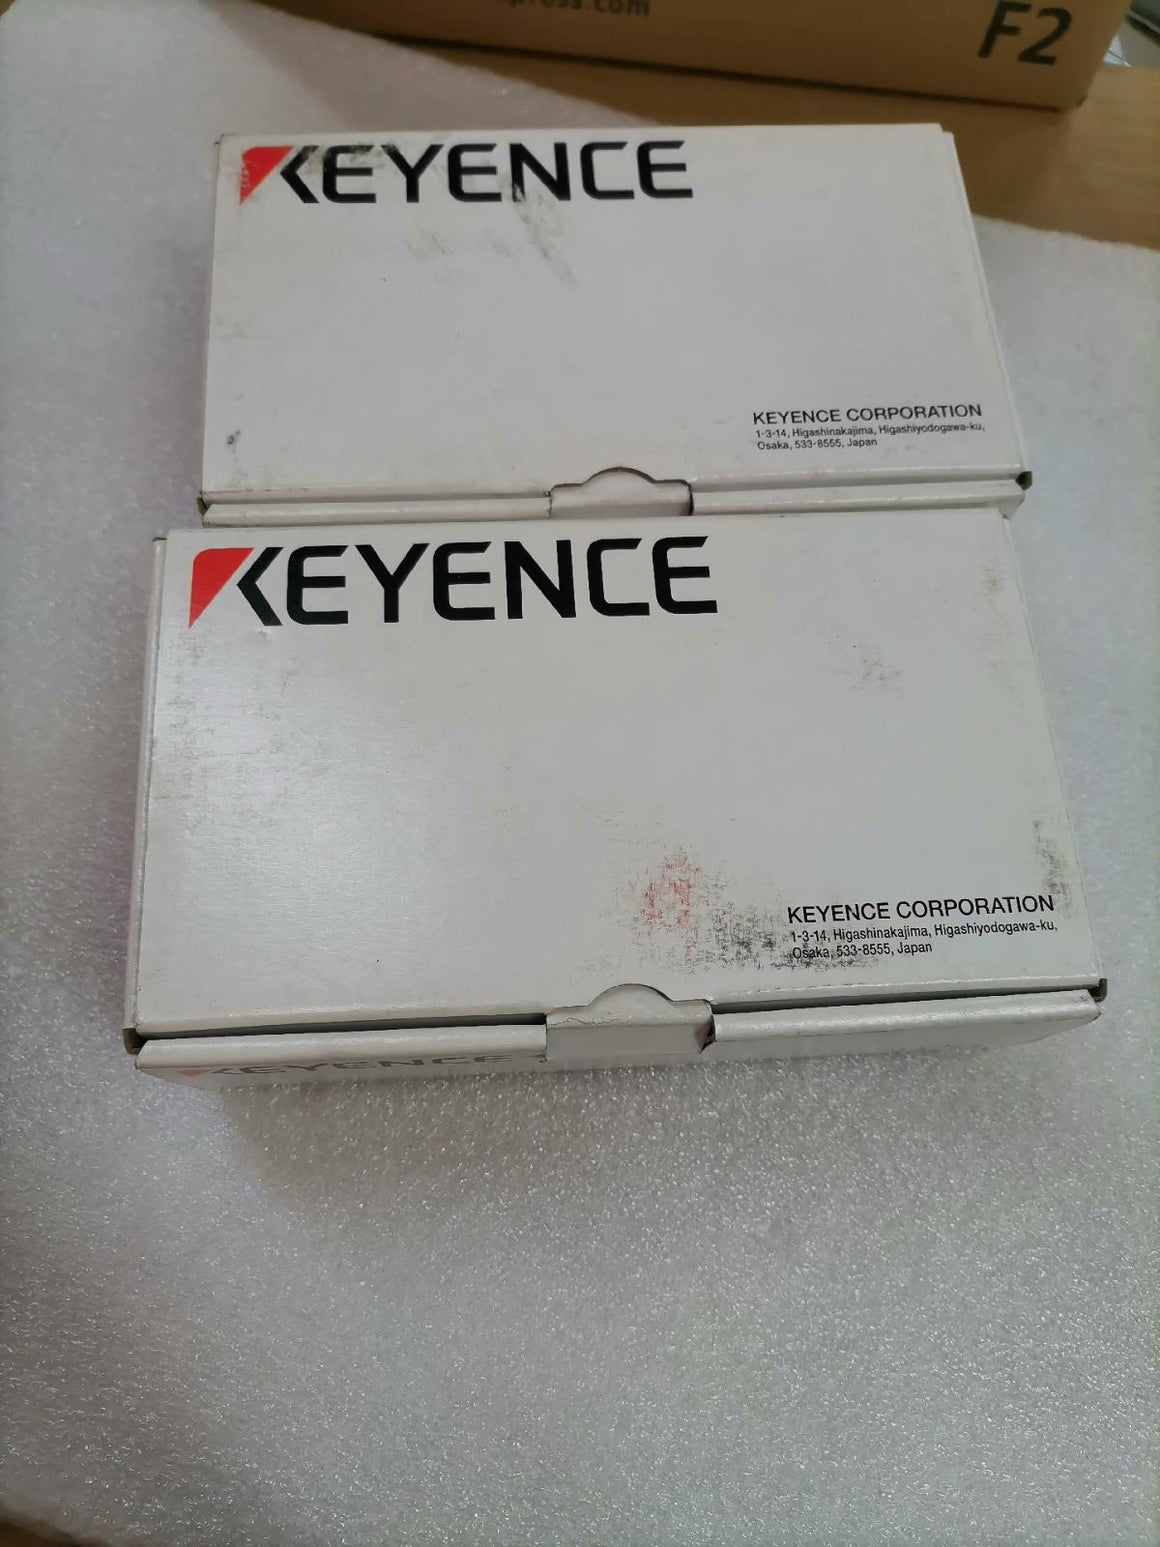 F2
KEYENCE
KEYENCE CORPORATION
1-3-14, Higashinakajima, Higashiyodogawa-ku,
Osaka, 533-8555, Japan
KEYENCE
KEYENCE CORPORATION
1-3-14, Higashinakajima, Higashiyodogawa-ku,
Osaka, 533-8555, Japan
KEYENCE